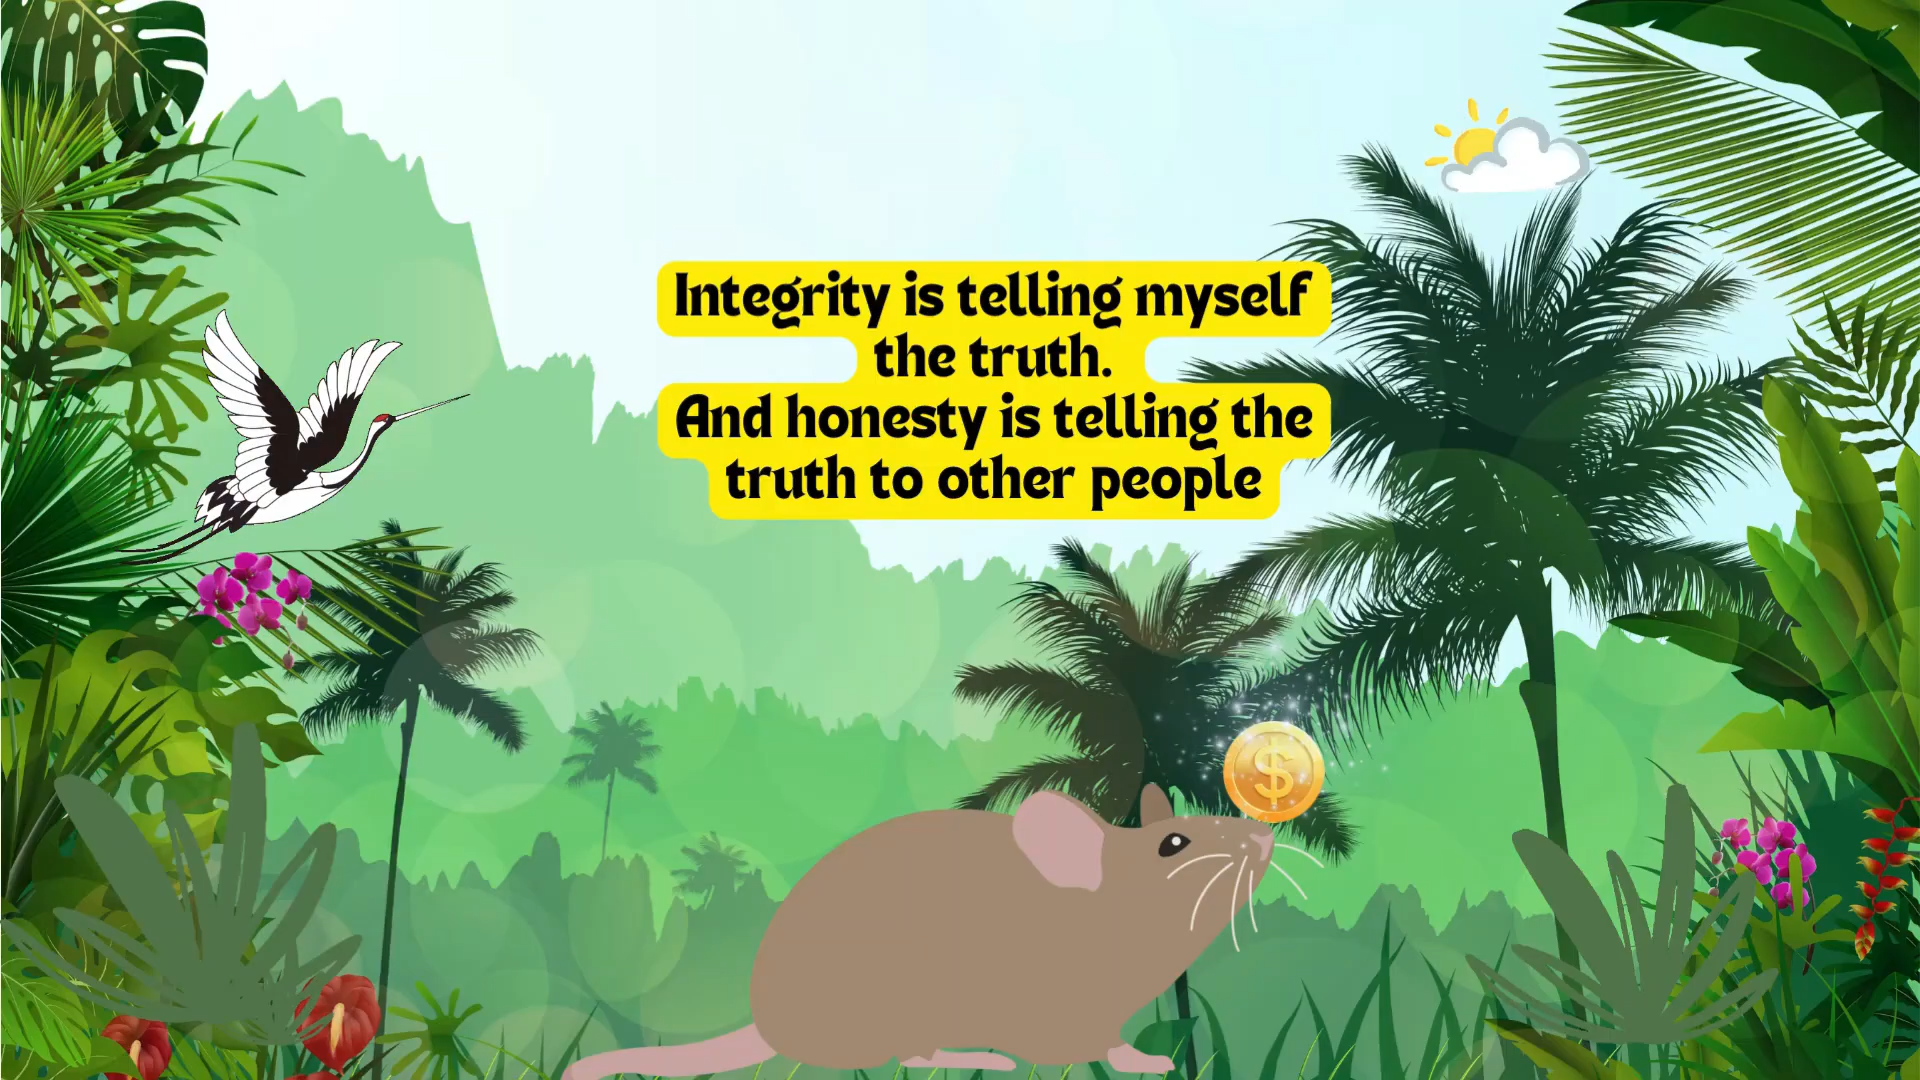 Integrity is telling myself
the truth.
And honesty is telling the
truth to other people
$